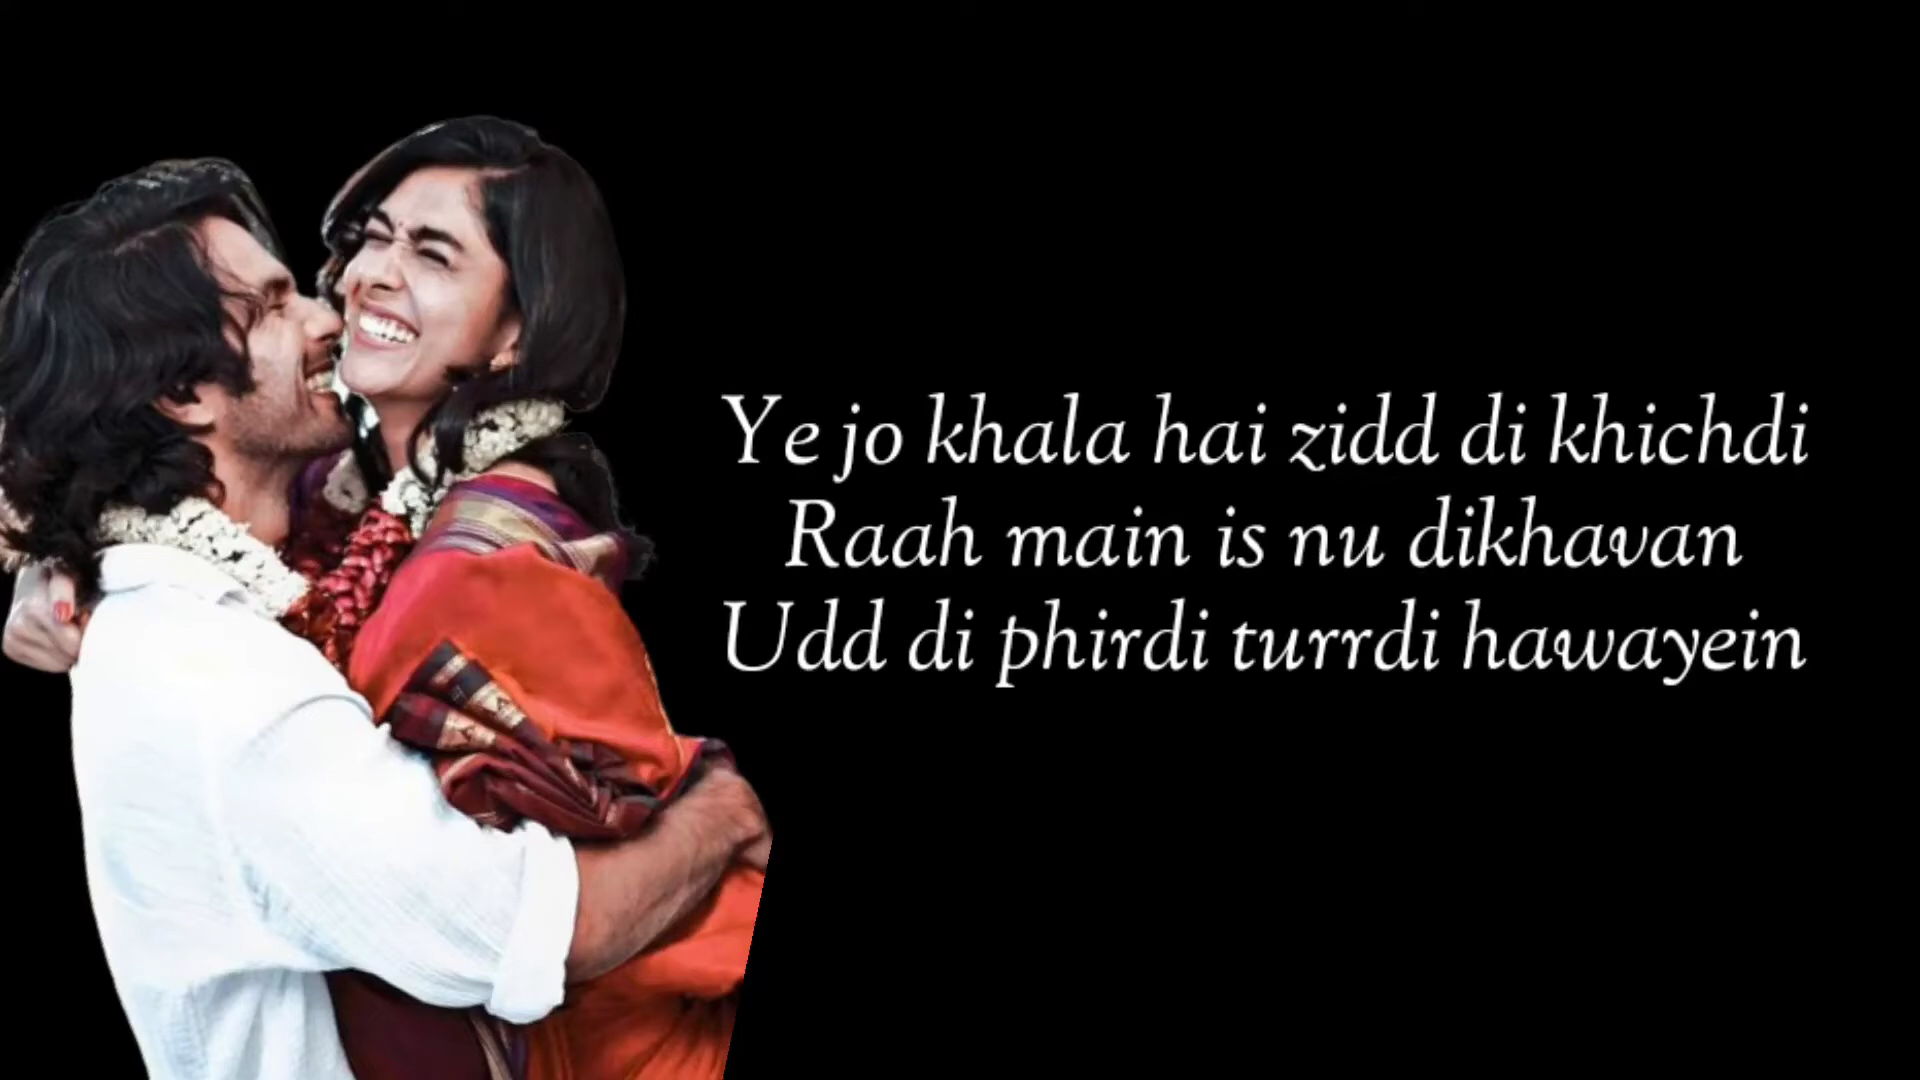 Ye jo khala hai zidd di khichdi
Raah main is nu dikhavan
Udd di phirdi turrdi hawayein